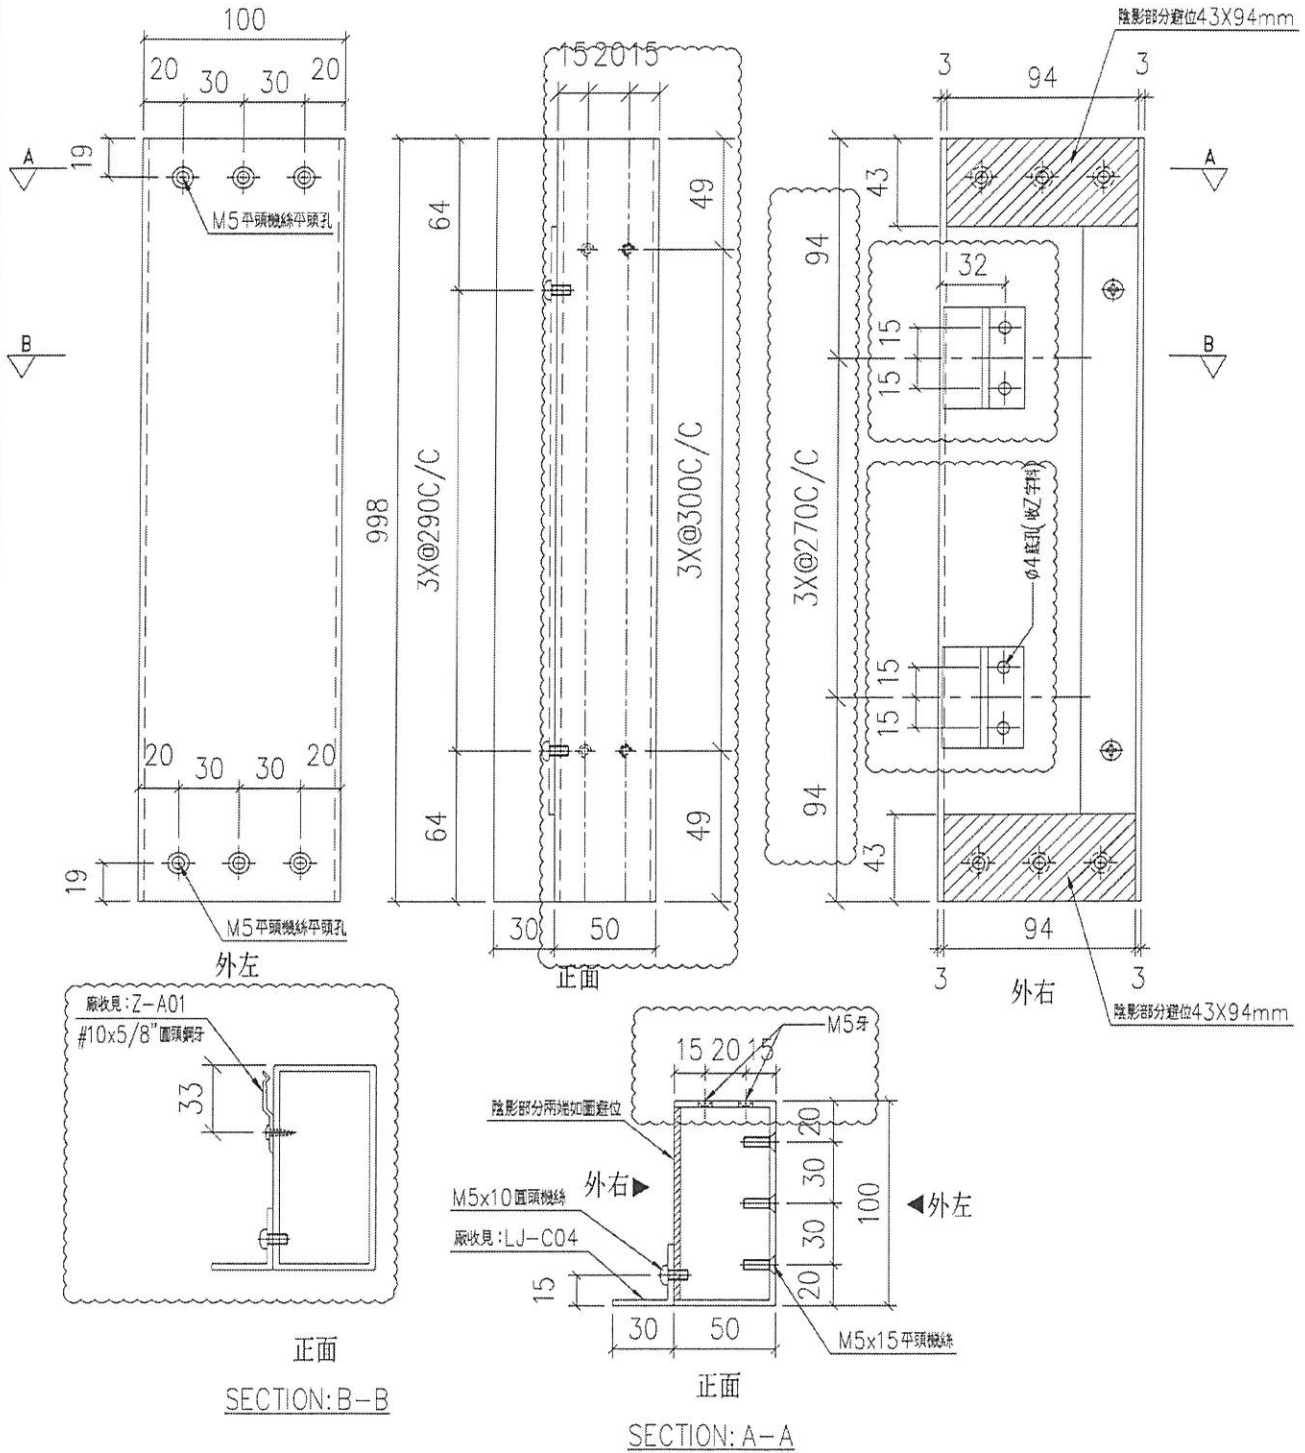 100
20 30 30 20
19
A
M5平頭機絲平頭孔
B
20 30 30 20
19
M5平頭機絲平頭孔
外左
15 20 15
64
49
998
3X@290C/C
3X@300C/C
64
49
30 50
正面
陰影部分避位43X94mm
3 94 3
A
43
94
32
15
15
B
3X@270C/C
ø4底孔(收Z字料)
15
15
94
43
94
3 3
外右
陰影部分避位43X94mm
廠收見:Z-A01
#10x5/8"圓頭鋼牙
33
正面
SECTION:B-B
M5牙
15 20 15
陰影部分兩端如圖避位
20
30
30
20
100
外右
外左
M5x10圓頭機絲
廠收見:LJ-C04
15
30 50
M5x15平頭機絲
正面
SECTION:A-A